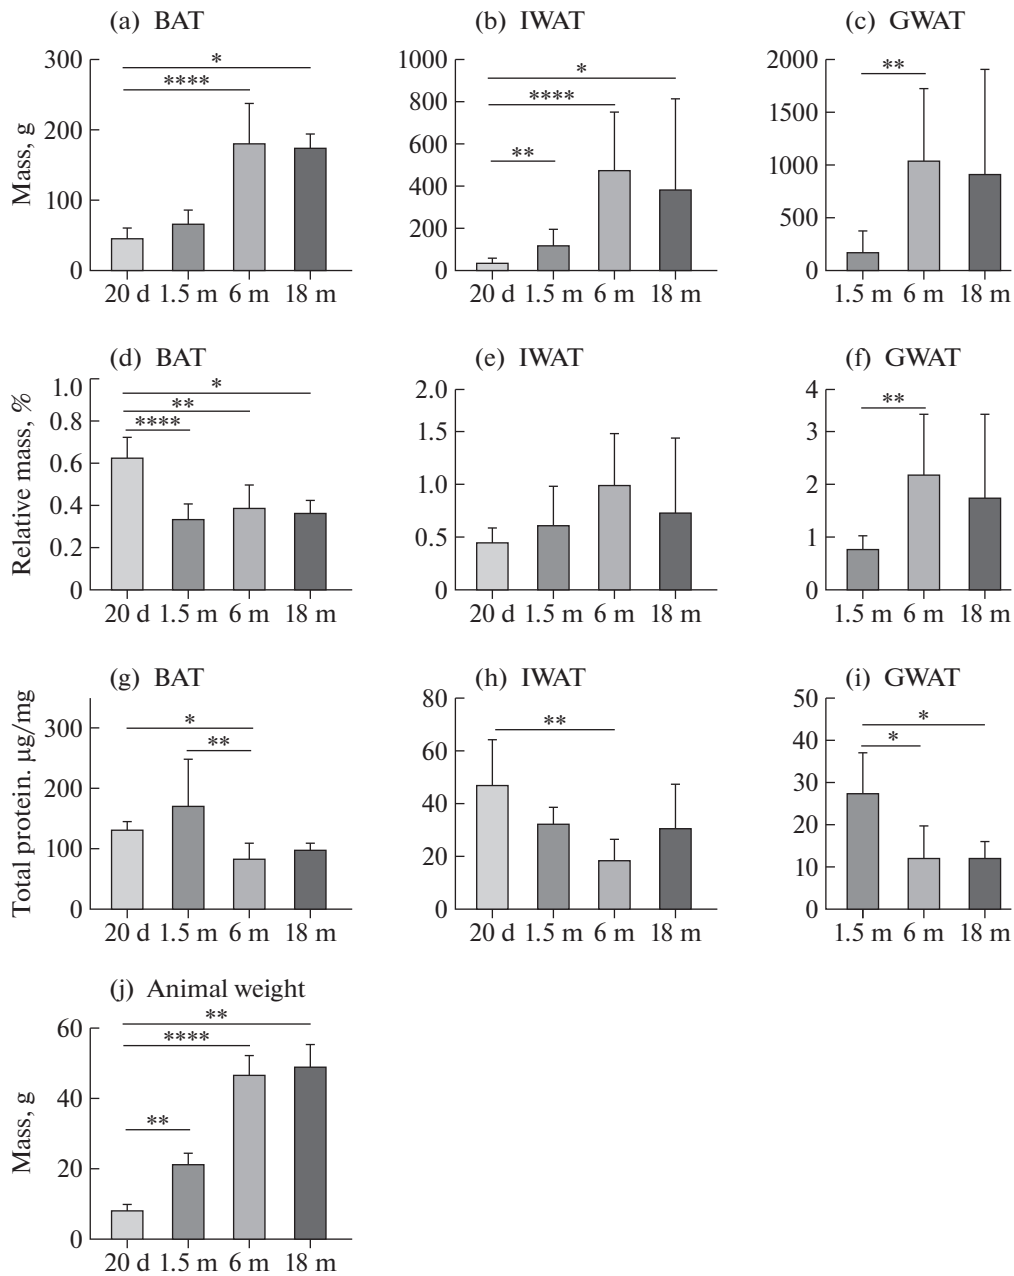 (a) BAT
Mass, g
300
200
100
0
*
****
20 d 1.5 m 6 m 18 m
(b) IWAT
1000
800
600
400
200
0
*
****
**
20 d 1.5 m 6 m 18 m
(c) GWAT
2000
1500
1000
500
0
**
1.5 m 6 m 18 m
(d) BAT
Relative mass, %
1.0
0.8
0.6
0.4
0.2
0
*
**
****
20 d 1.5 m 6 m 18 m
(e) IWAT
2.0
1.5
1.0
0.5
0
20 d 1.5 m 6 m 18 m
(f) GWAT
4
3
2
1
0
**
1.5 m 6 m 18 m
(g) BAT
Total protein. µg/mg
300
200
100
0
*
**
20 d 1.5 m 6 m 18 m
(h) IWAT
80
60
40
20
0
**
20 d 1.5 m 6 m 18 m
(i) GWAT
50
40
30
20
10
0
*
*
1.5 m 6 m 18 m
(j) Animal weight
Mass, g
60
40
20
0
**
****
**
20 d 1.5 m 6 m 18 m